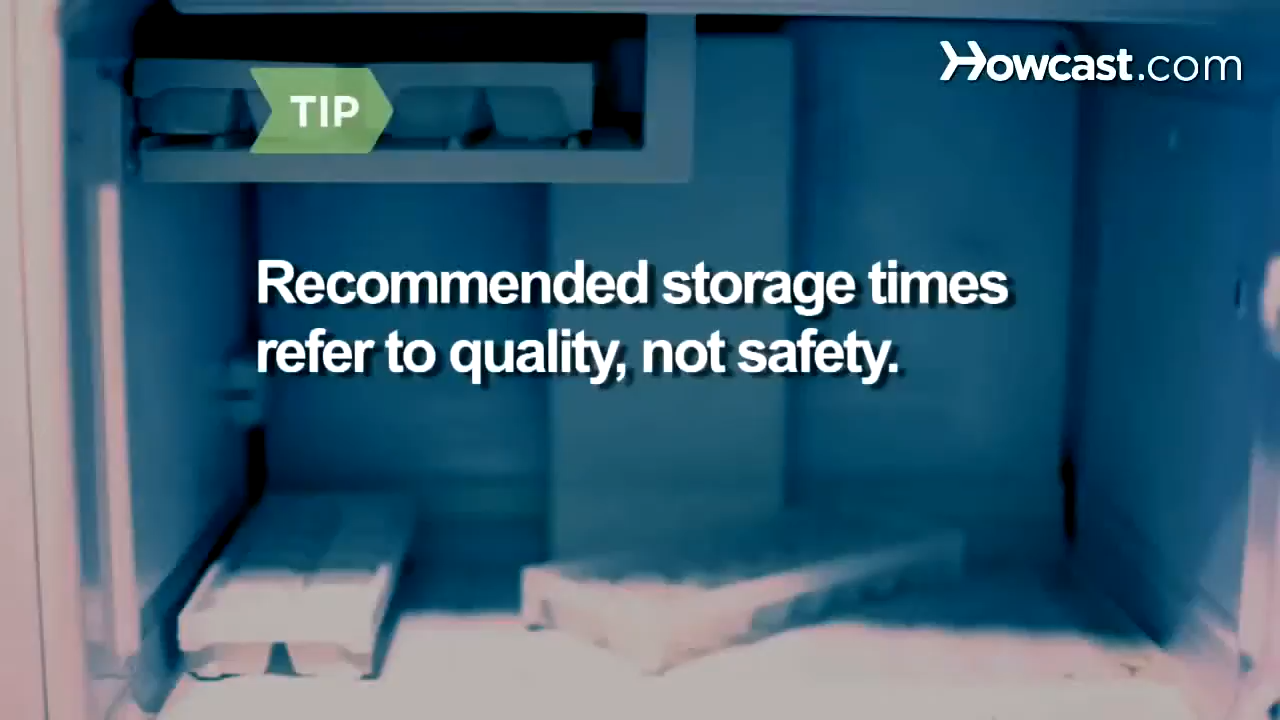 Howcast.com
TIP
Recommended storage times
refer to quality, not safety.